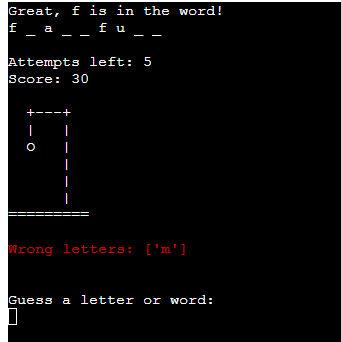 Great, f is in the word!
f _ a _ _ f u _ _
Attempts left: 5
Score: 30
+---+
|   |
O   |
    |
    |
    |
=========
Wrong letters: ['m']
Guess a letter or word: